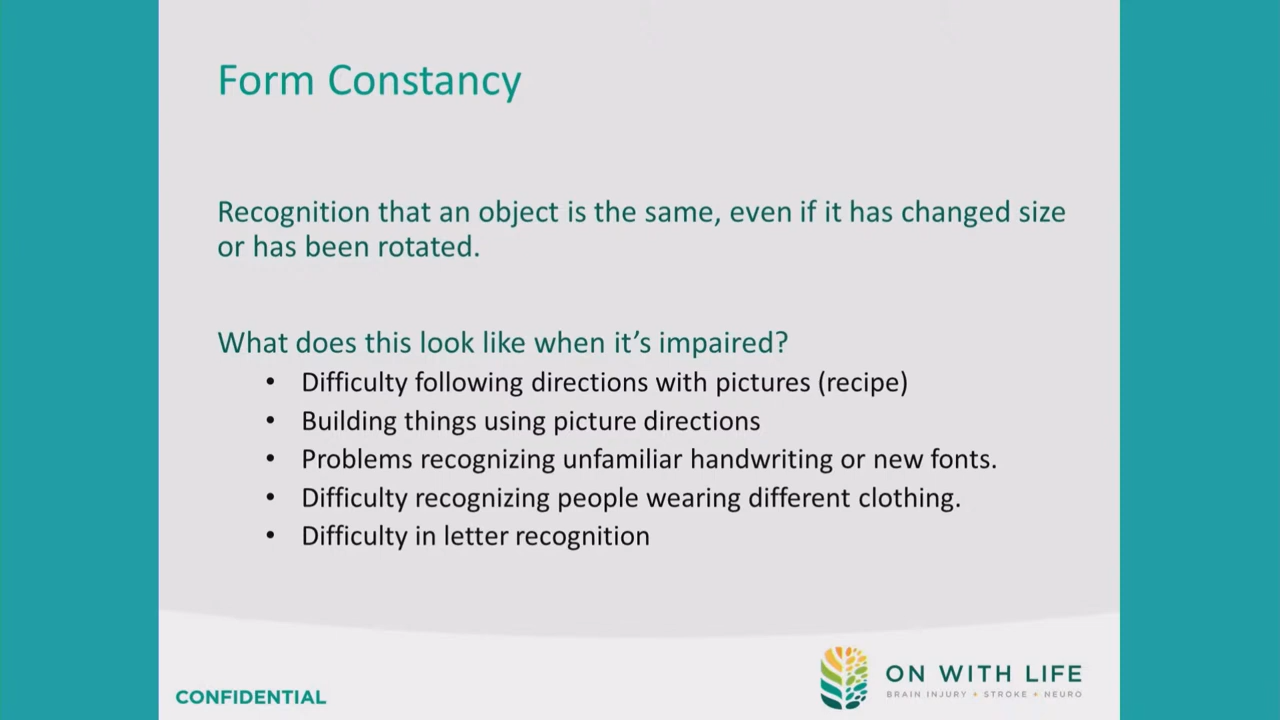 Form Constancy
Recognition that an object is the same, even if it has changed size
or has been rotated.
What does this look like when it's impaired?
• Difficulty following directions with pictures (recipe)
• Building things using picture directions
• Problems recognizing unfamiliar handwriting or new fonts.
• Difficulty recognizing people wearing different clothing.
• Difficulty in letter recognition
CONFIDENTIAL
ON WITH LIFE
BRAIN INJURY • STROKE • NEURO